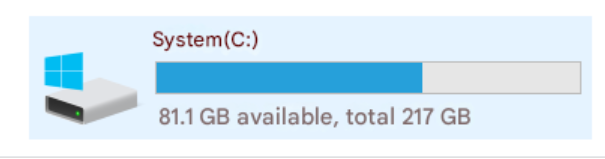 System(C:)
81.1 GB available, total 217 GB